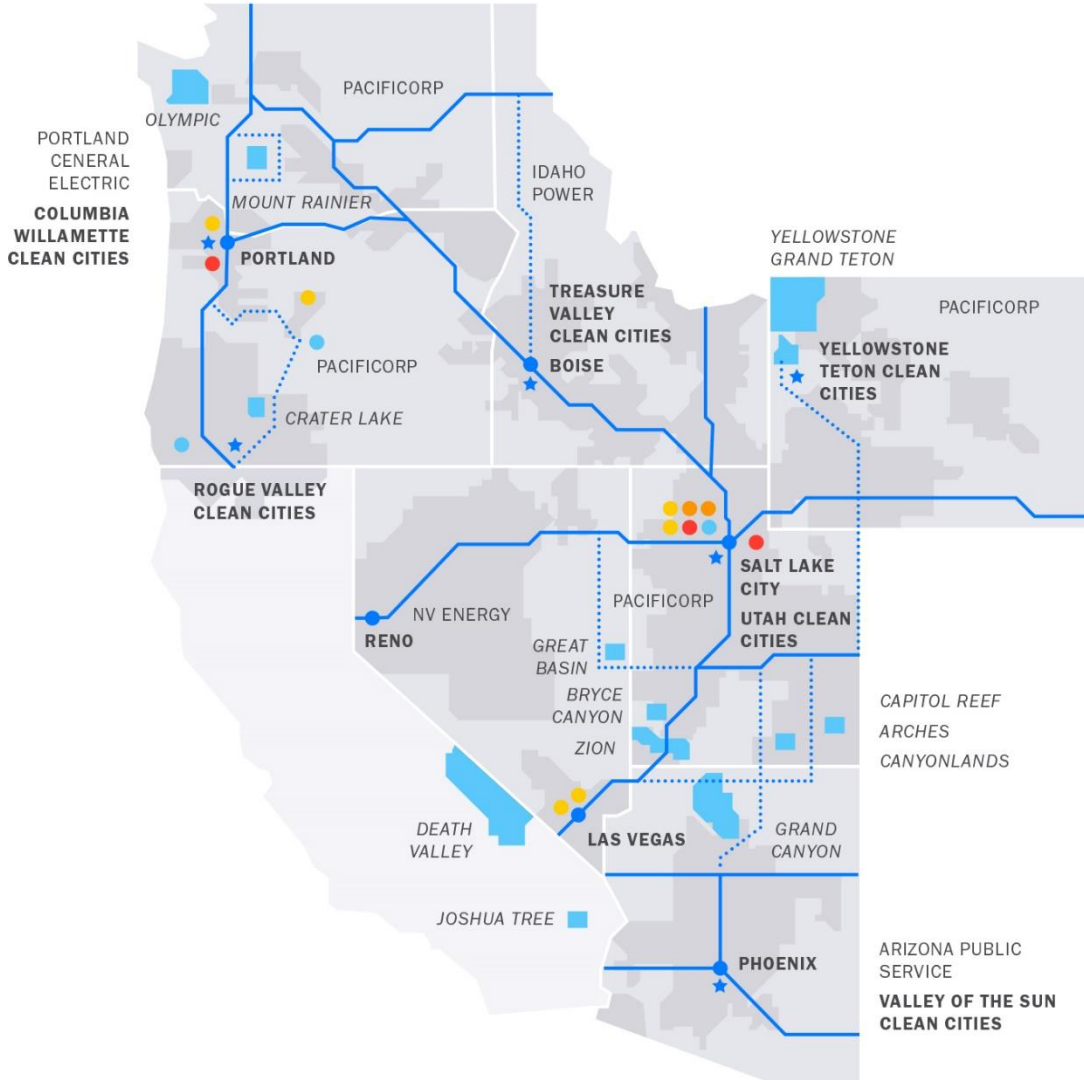 PACIFICORP
OLYMPIC
PORTLAND
CENERAL
ELECTRIC
COLUMBIA
WILLAMETTE
CLEAN CITIES
MOUNT RAINIER
PORTLAND
IDAHO
POWER
YELLOWSTONE
GRAND TETON
PACIFICORP
TREASURE
VALLEY
CLEAN CITIES
BOISE
YELLOWSTONE
TETON CLEAN
CITIES
PACIFICORP
CRATER LAKE
ROGUE VALLEY
CLEAN CITIES
SALT LAKE
CITY
UTAH CLEAN
CITIES
PACIFICORP
NV ENERGY
RENO
GREAT
BASIN
BRYCE
CANYON
ZION
CAPITOL REEF
ARCHES
CANYONLANDS
DEATH
VALLEY
LAS VEGAS
GRAND
CANYON
JOSHUA TREE
PHOENIX
ARIZONA PUBLIC
SERVICE
VALLEY OF THE SUN
CLEAN CITIES